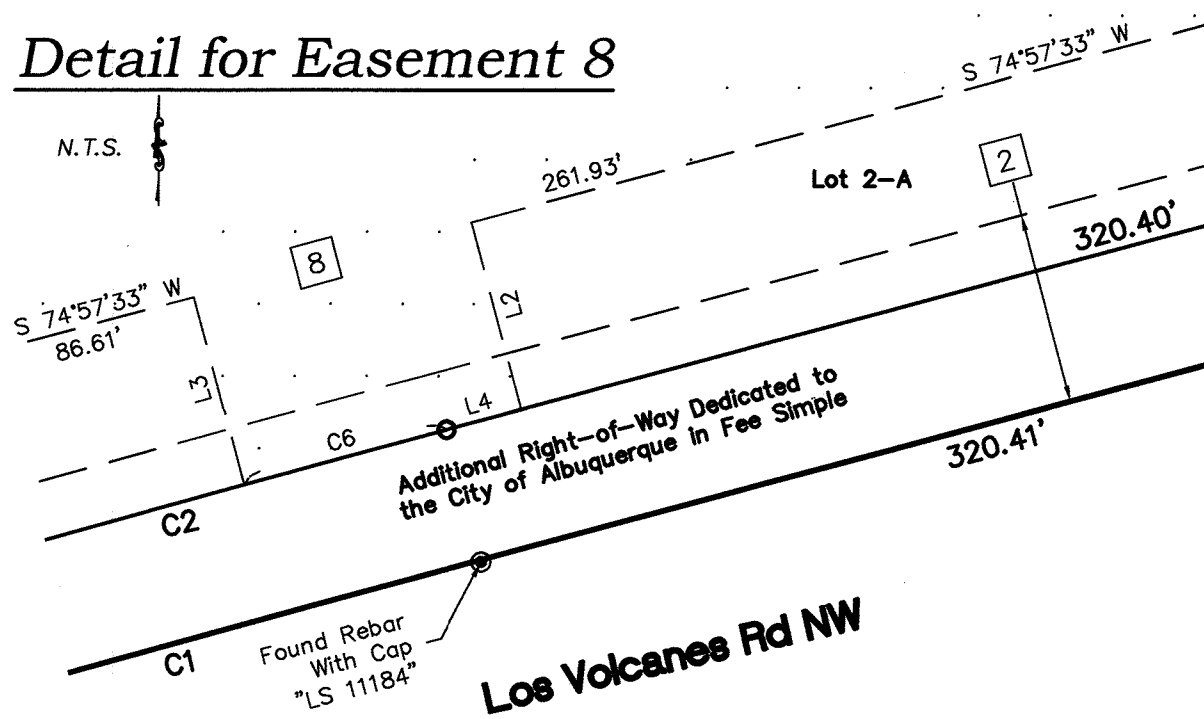 Detail for Easement 8
N.T.S.
S 74°57'33" W
261.93'
Lot 2-A
2
320.40'
8
S 74°57'33" W
86.61'
L2
L3
L4
C6
Additional Right-of-Way Dedicated to
the City of Albuquerque in Fee Simple
320.41'
C2
Found Rebar
With Cap
"LS 11184"
C1
Los Volcanes Rd NW